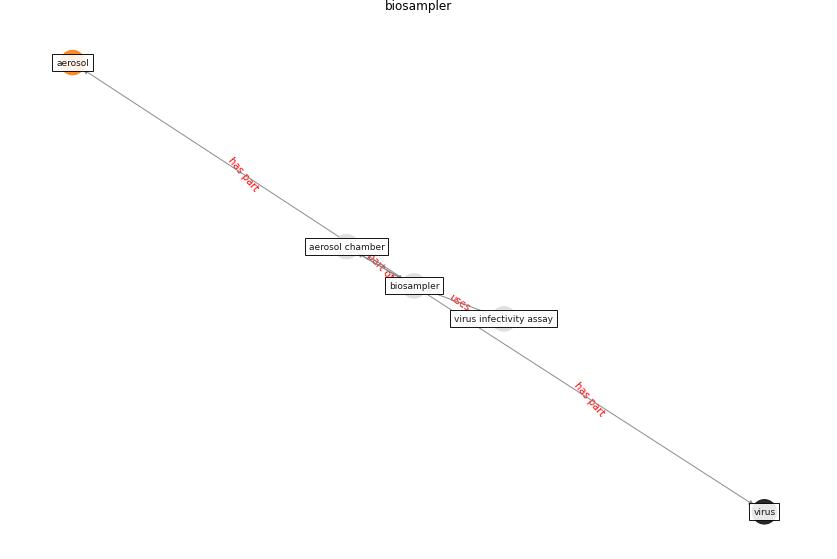 biosampler
aerosol
has part
aerosol chamber
part of
biosampler
uses
virus infectivity assay
has part
virus